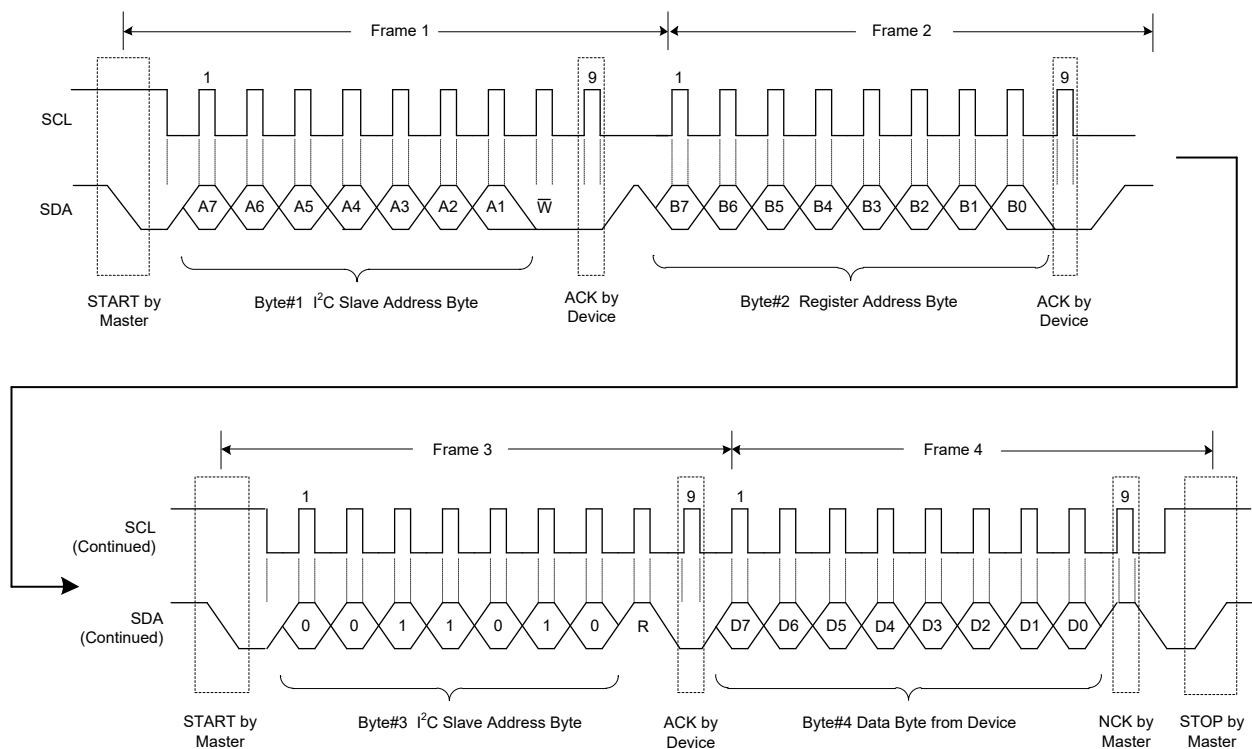 Frame 1 Frame 2
1 9 1 9
SCL
SDA A7 A6 A5 A4 A3 A2 A1 W̅ B7 B6 B5 B4 B3 B2 B1 B0
START by Master
Byte#1 I²C Slave Address Byte
ACK by Device
Byte#2 Register Address Byte
ACK by Device
Frame 3 Frame 4
1 9 1 9
SCL
(Continued)
SDA
(Continued)
0 0 1 1 0 1 0 R D7 D6 D5 D4 D3 D2 D1 D0
START by Master
Byte#3 I²C Slave Address Byte
ACK by Device
Byte#4 Data Byte from Device
NCK by Master
STOP by Master